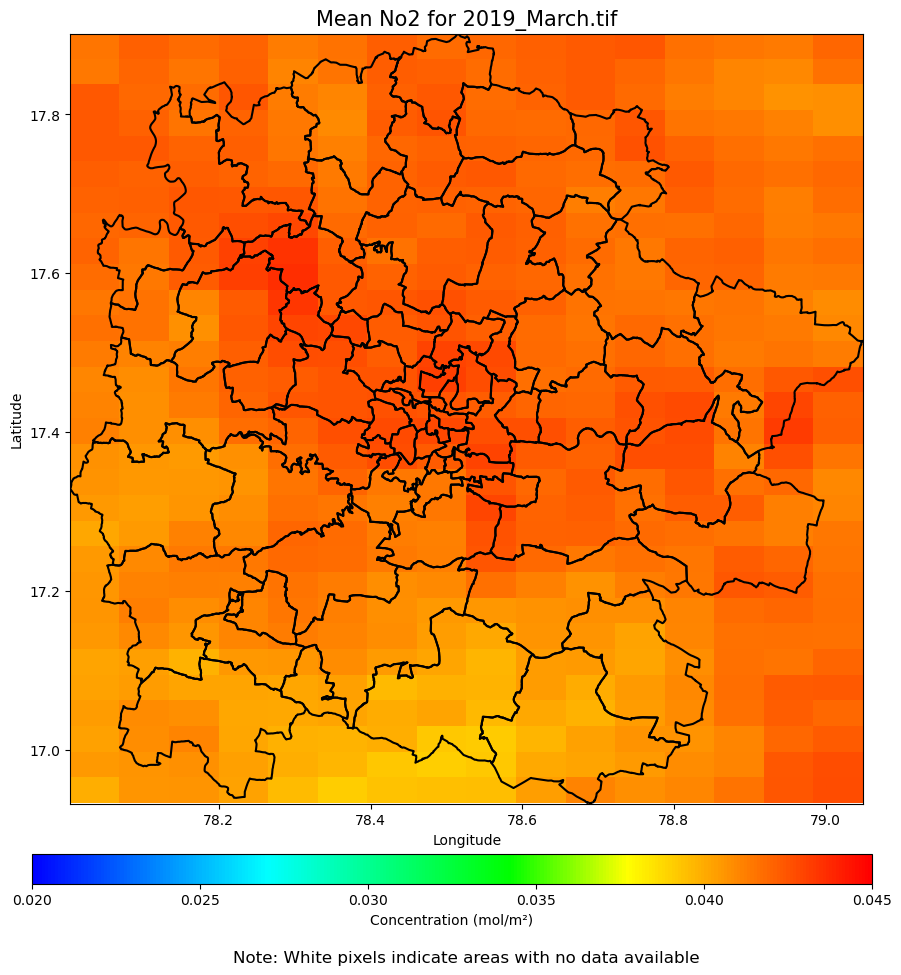 Mean No2 for 2019_March.tif
17.8
17.6
17.4
17.2
17.0
Latitude
78.2 78.4 78.6 78.8 79.0
Longitude
0.020 0.025 0.030 0.035 0.040 0.045
Concentration (mol/m²)
Note: White pixels indicate areas with no data available